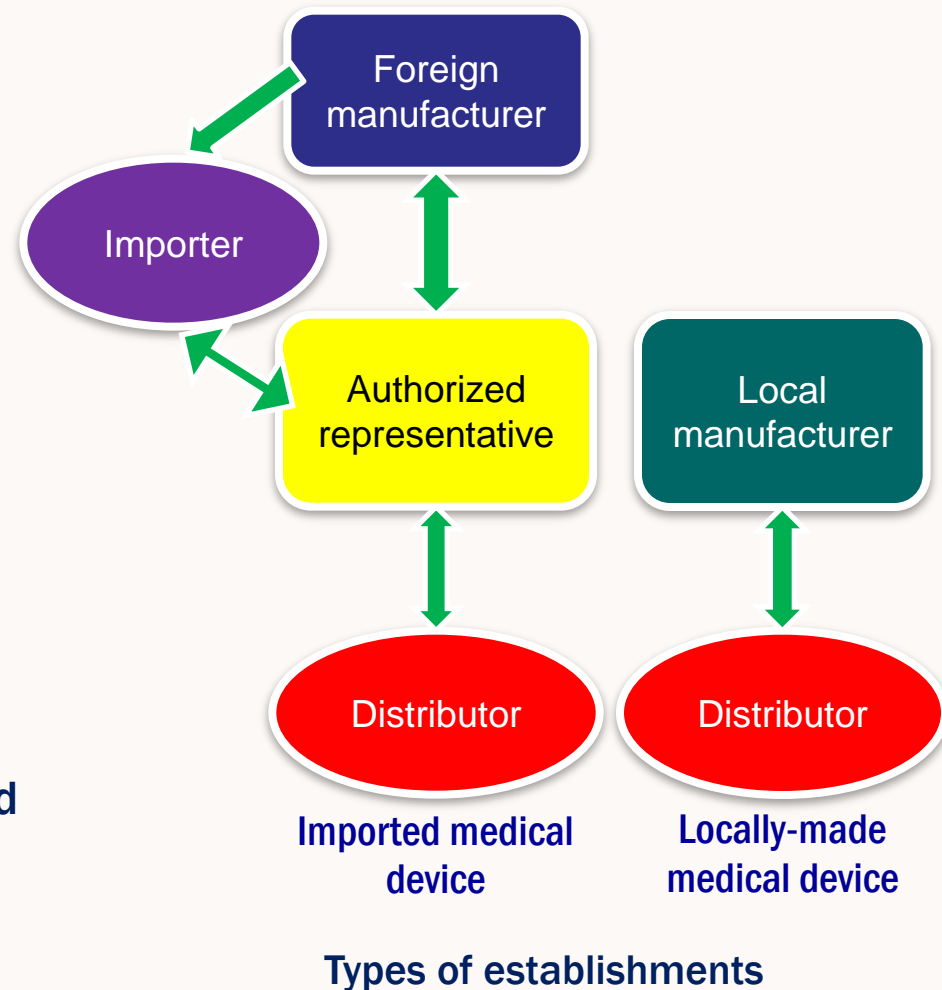 Foreign
manufacturer
Importer
Authorized
representative
Local
manufacturer
Distributor
Distributor
d
Imported medical
device
Locally-made
medical device
Types of establishments